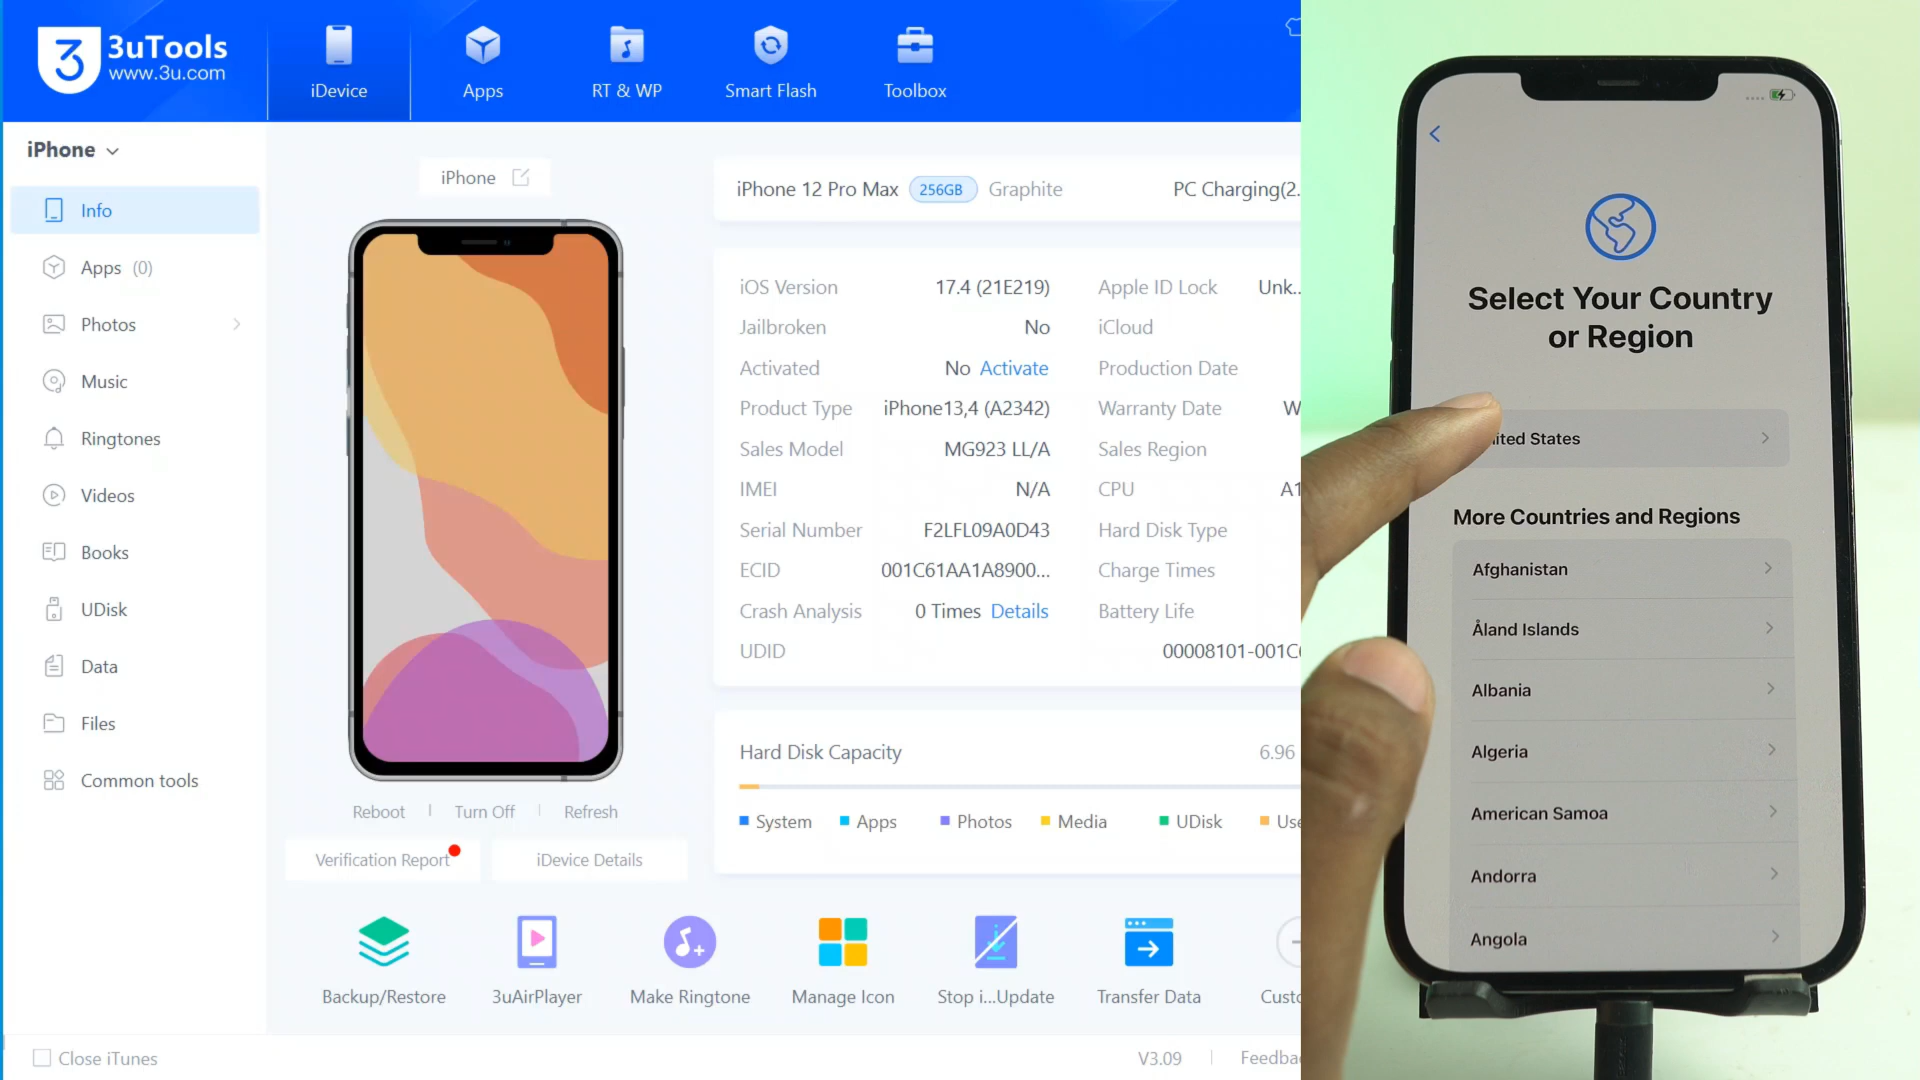 3 3uTools
www.3u.com
iDevice
Apps
RT & WP
Smart Flash
Toolbox
iPhone
Info
Apps (0)
Photos
Music
Ringtones
Videos
Books
UDisk
Data
Files
Common tools
Close iTunes
iPhone
Reboot
Turn Off
Refresh
Verification Report
iDevice Details
iPhone 12 Pro Max 256GB Graphite PC Charging(2.
iOS Version 17.4 (21E219) Apple ID Lock Unk..
Jailbroken No iCloud
Activated No Activate Production Date
Product Type iPhone13,4 (A2342) Warranty Date W
Sales Model MG923 LL/A Sales Region
IMEI N/A CPU A1
Serial Number F2LFL09A0D43 Hard Disk Type
ECID 001C61AA1A8900... Charge Times
Crash Analysis 0 Times Details Battery Life
UDID 00008101-001C6
Hard Disk Capacity 6.96
System Apps Photos Media UDisk Use
Backup/Restore
3uAirPlayer
Make Ringtone
Manage Icon
Stop i...Update
Transfer Data
Custo
V3.09
Feedba
Select Your Country
or Region
ited States
More Countries and Regions
Afghanistan
Åland Islands
Albania
Algeria
American Samoa
Andorra
Angola